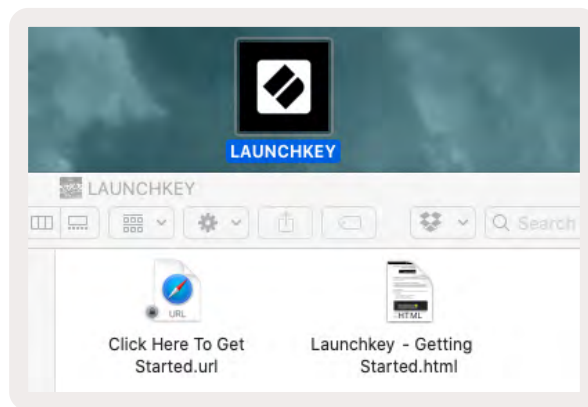 LAUNCHKEY
LAUNCHKEY
Search
URL
HTML
Click Here To Get
Started.url
Launchkey - Getting
Started.html